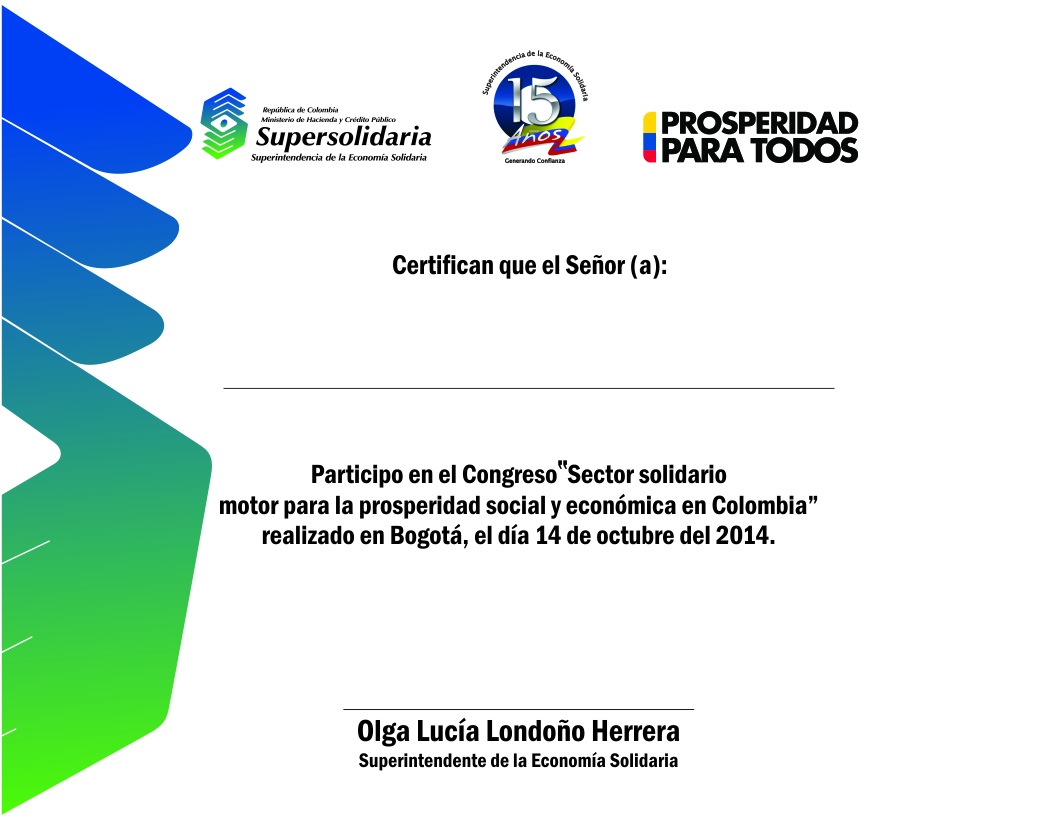 República de Colombia
Ministerio de Hacienda y Crédito Público
Supersolidaria
Superintendencia de la Economía Solidaria
Superintendencia de la Economía Solidaria
15
Años
Generando Confianza
PROSPERIDAD
PARA TODOS
Certifican que el Señor (a):
Participo en el Congreso‟Sector solidario
motor para la prosperidad social y económica en Colombia”
realizado en Bogotá, el día 14 de octubre del 2014.
Olga Lucía Londoño Herrera
Superintendente de la Economía Solidaria